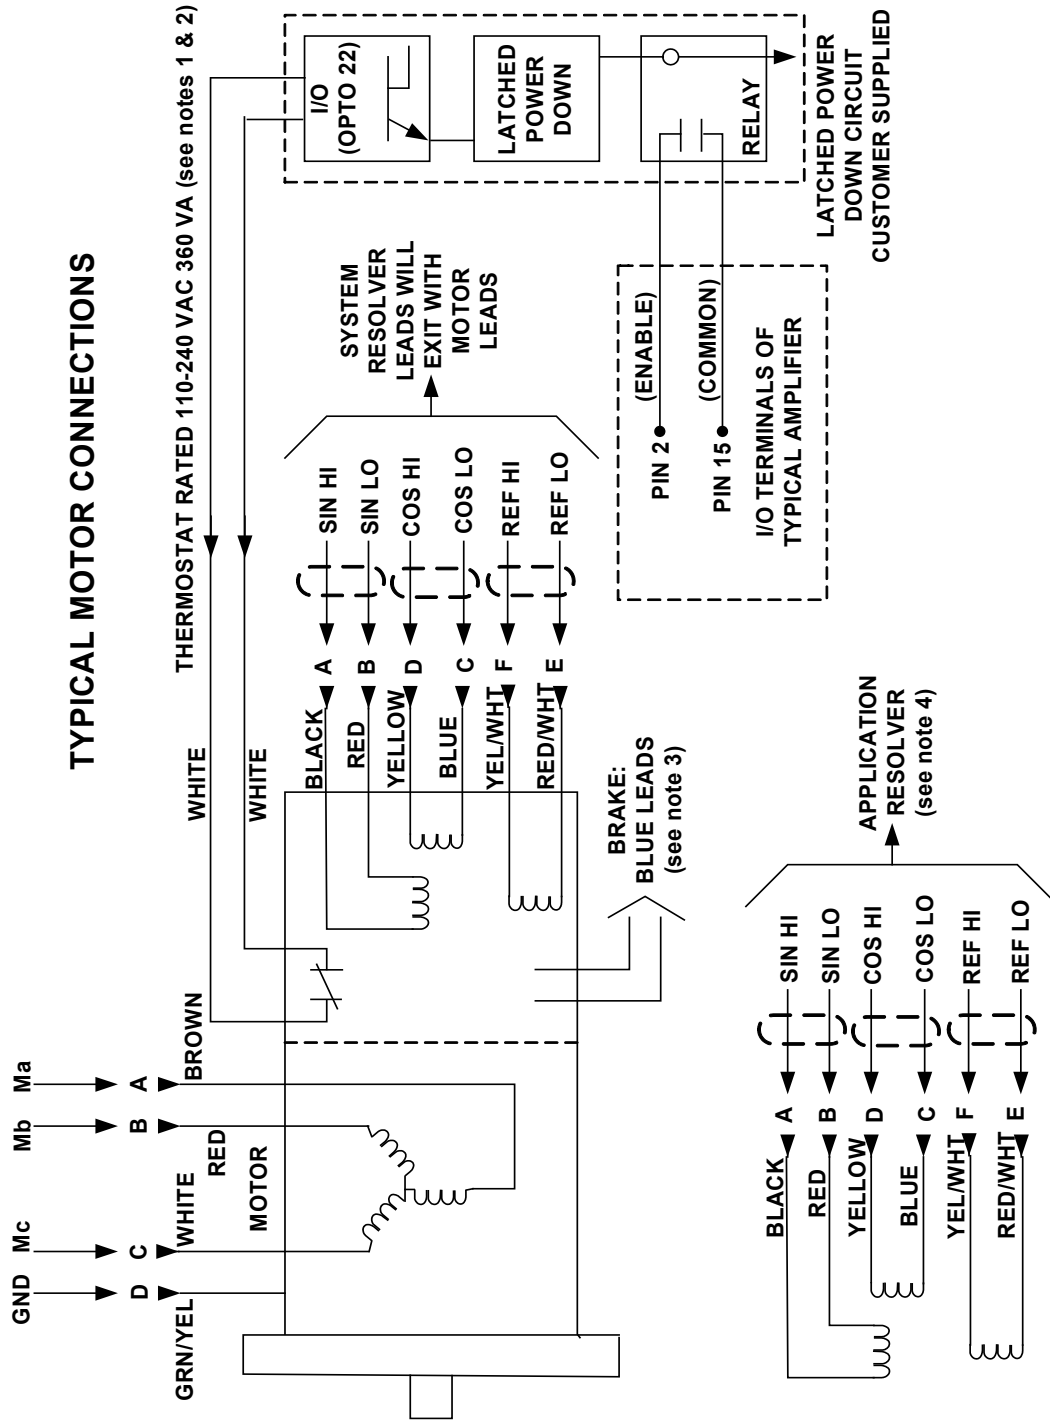 TYPICAL MOTOR CONNECTIONS
THERMOSTAT RATED 110-240 VAC 360 VA (see notes 1 & 2)
WHITE
WHITE
I/O
(OPTO 22)
LATCHED
POWER
DOWN
RELAY
LATCHED POWER
DOWN CIRCUIT
CUSTOMER SUPPLIED
SYSTEM
RESOLVER
LEADS WILL
EXIT WITH
MOTOR
LEADS
(ENABLE)
(COMMON)
PIN 2
PIN 15
I/O TERMINALS OF
TYPICAL AMPLIFIER
BLACK A SIN HI
RED B SIN LO
YELLOW D COS HI
BLUE C COS LO
YEL/WHT F REF HI
RED/WHT E REF LO
BRAKE:
BLUE LEADS
(see note 3)
Ma A BROWN
Mb B RED
Mc C WHITE
GND D GRN/YEL
MOTOR
APPLICATION
RESOLVER
(see note 4)
BLACK A SIN HI
RED B SIN LO
YELLOW D COS HI
BLUE C COS LO
YEL/WHT F REF HI
RED/WHT E REF LO